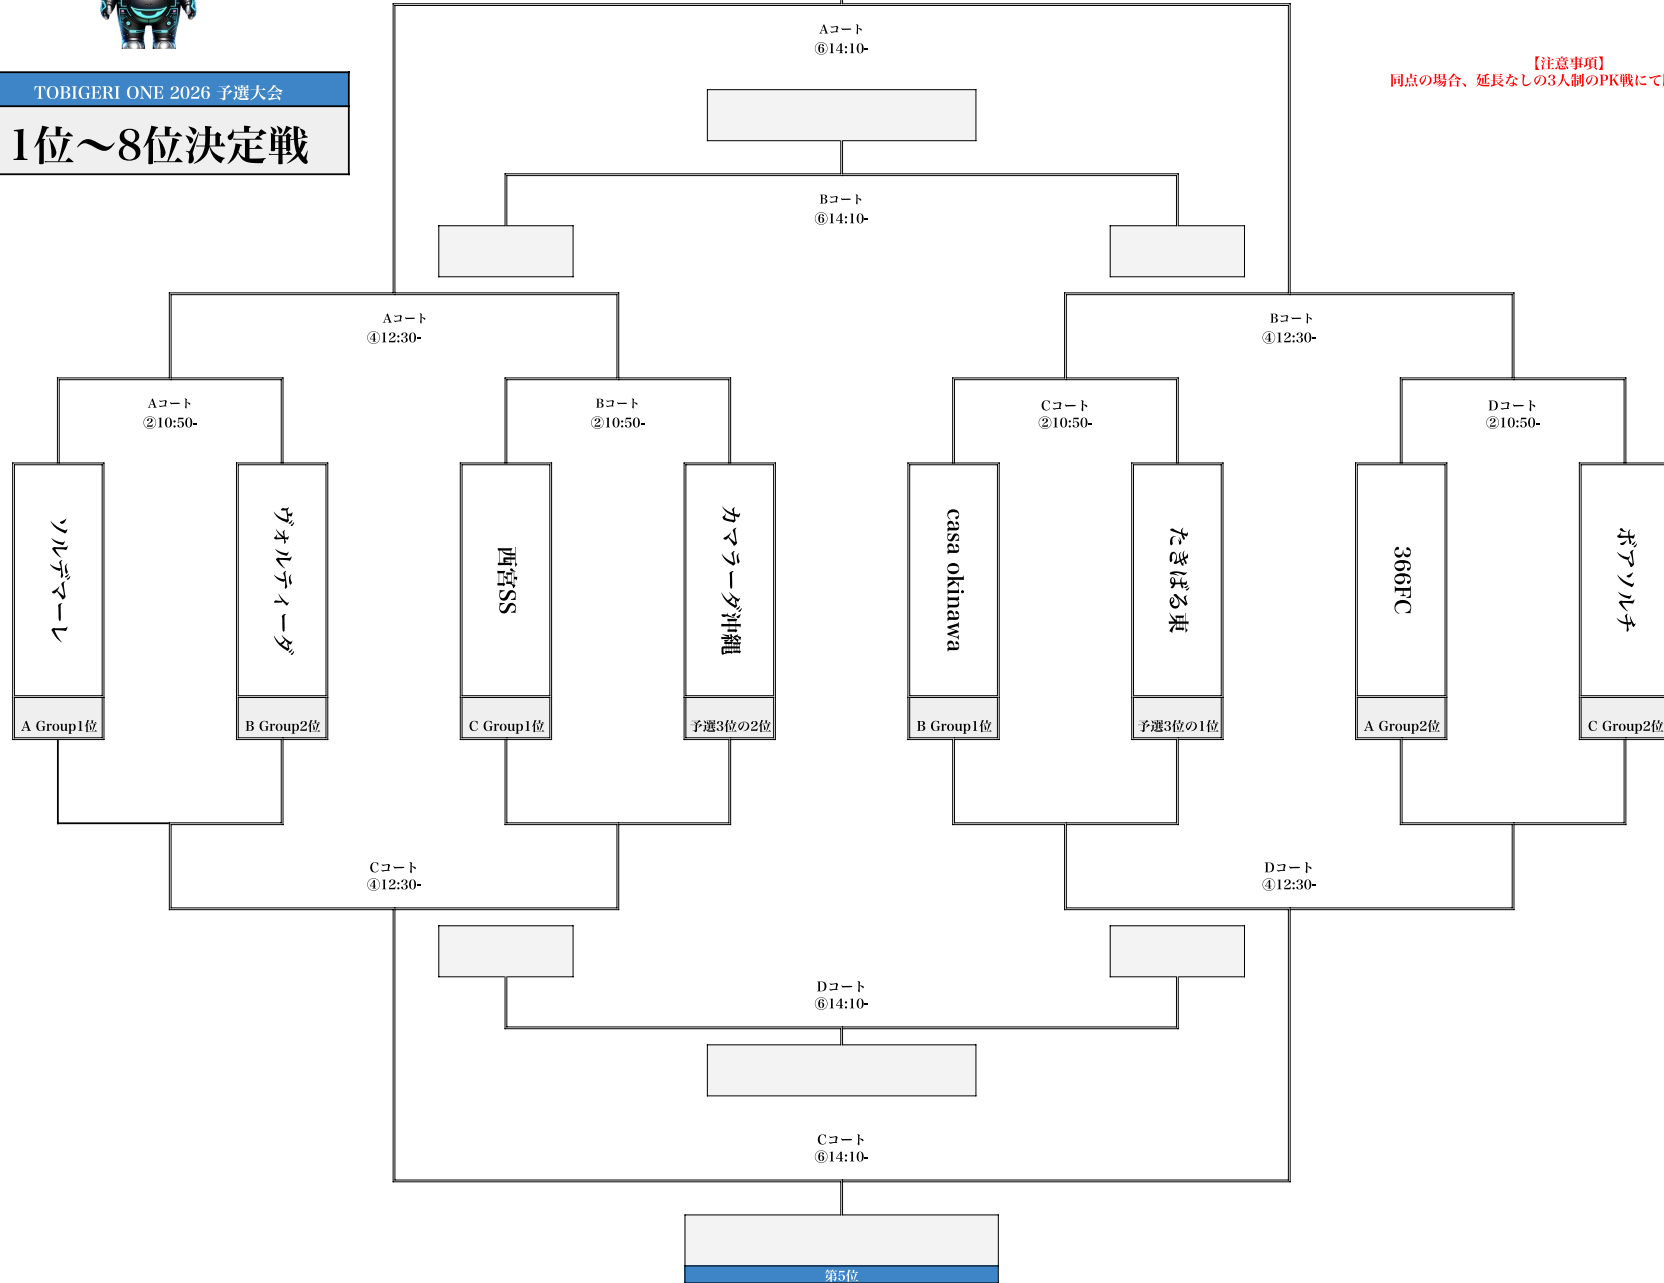 Aコート
⑥14:10-
【注意事項】
同点の場合、延長なしの3人制のPK戦にて
TOBIGERI ONE 2026 予選大会
1位〜8位決定戦
Bコート
⑥14:10-
Aコート
④12:30-
Bコート
④12:30-
Aコート
②10:50-
Bコート
②10:50-
Cコート
②10:50-
Dコート
②10:50-
ソルデマーレ
ヴォルティーダ
西宮SS
カマラーダ沖縄
casa okinawa
たきばる東
366FC
ボアソルチ
A Group1位
B Group2位
C Group1位
予選3位の2位
B Group1位
予選3位の1位
A Group2位
C Group2位
Cコート
④12:30-
Dコート
④12:30-
Dコート
⑥14:10-
Cコート
⑥14:10-
第5位